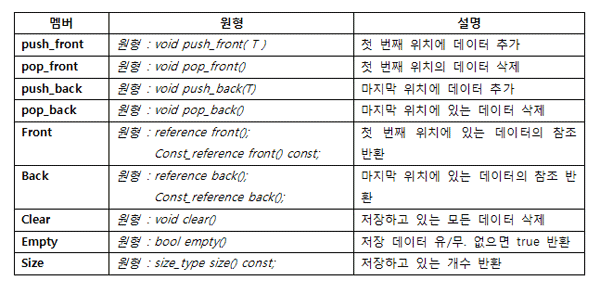 멤버 원형 설명
push_front 원형 : void push_front( T ) 첫 번째 위치에 데이터 추가
pop_front 원형 : void pop_front() 첫 번째 위치의 데이터 삭제
push_back 원형 : void push_back(T) 마지막 위치에 데이터 추가
pop_back 원형 : void pop_back() 마지막 위치에 있는 데이터 삭제
Front 원형 : reference front(); 첫 번째 위치에 있는 데이터의 참조
Const_reference front() const; 반환
Back 원형 : reference back(); 마지막 위치에 있는 데이터의 참조 반
Const_reference back(); 환
Clear 원형 : void clear() 저장하고 있는 모든 데이터 삭제
Empty 원형 : bool empty() 저장 데이터 유/무. 없으면 true 반환
Size 원형 : size_type size() const; 저장하고 있는 개수 반환